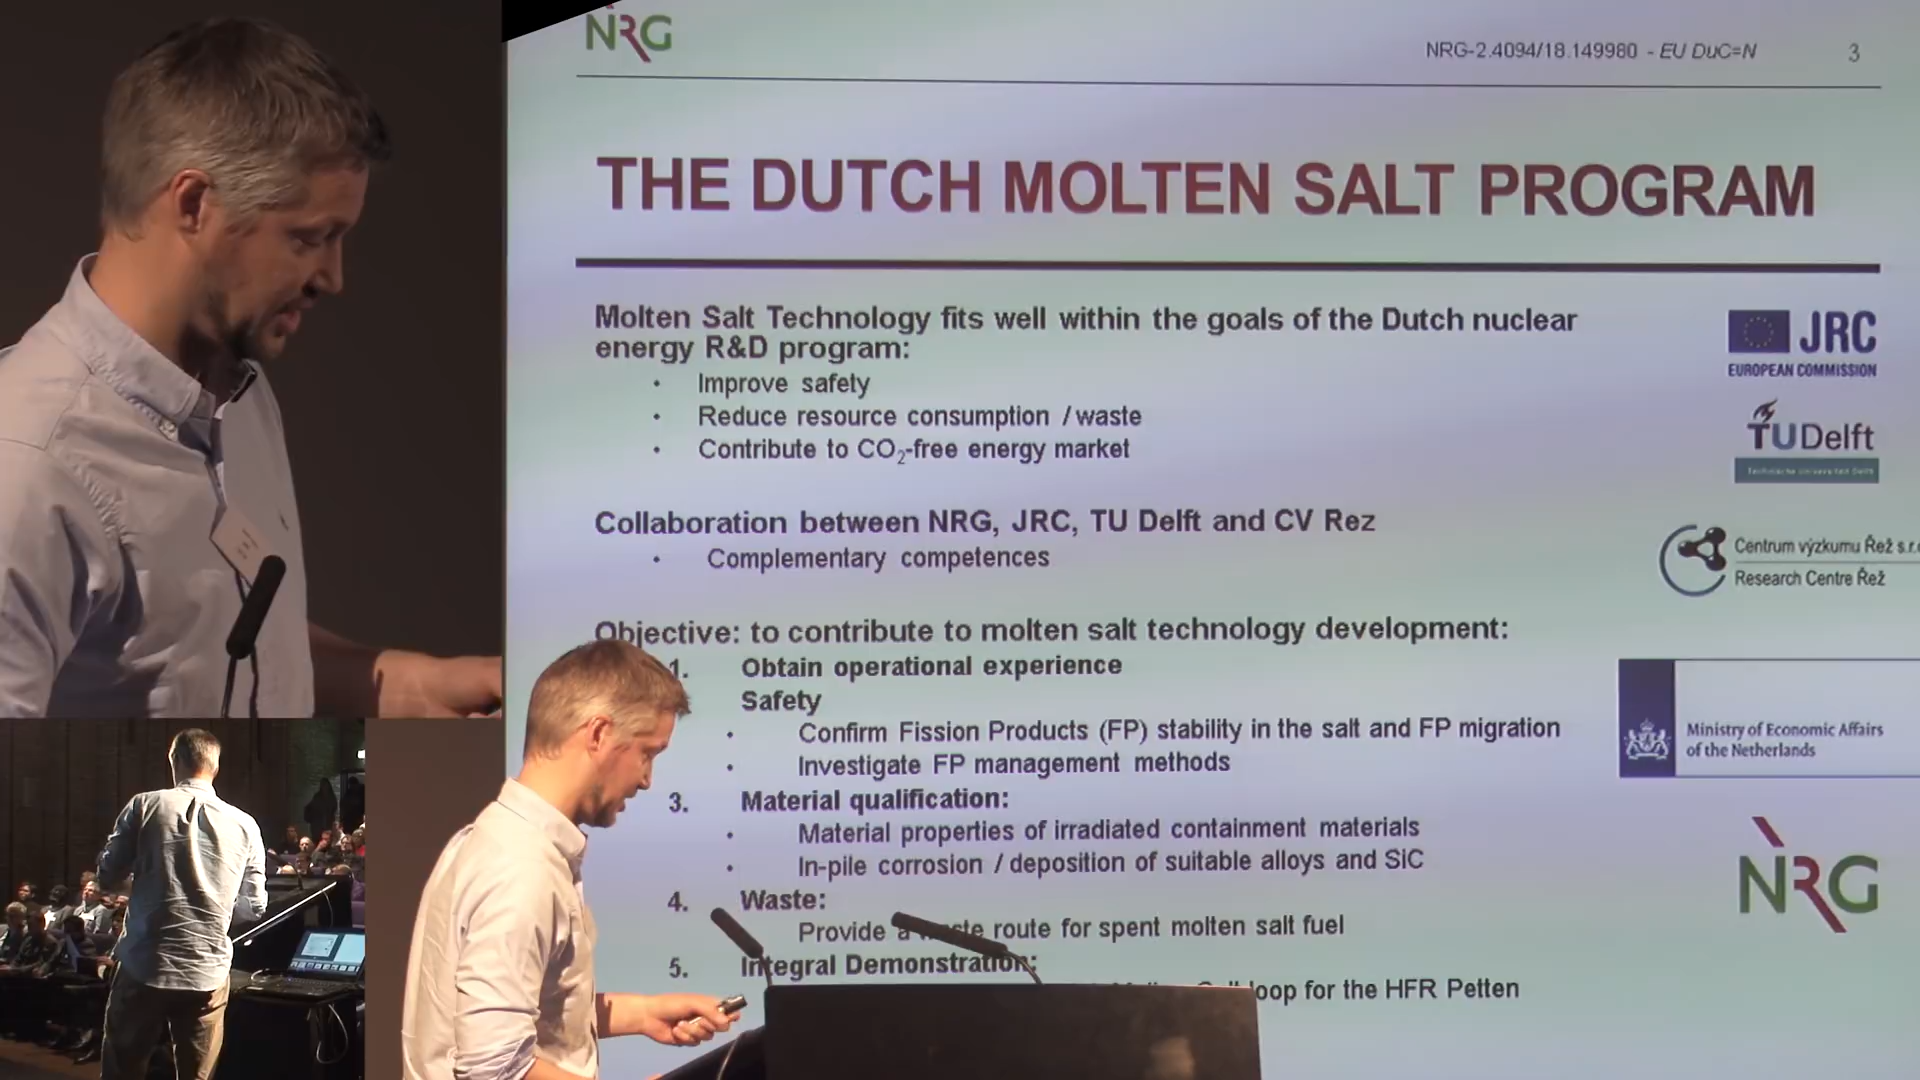 NRG
NRG-2.4094/18.149980 - EU DuC=N
3
THE DUTCH MOLTEN SALT PROGRAM
Molten Salt Technology fits well within the goals of the Dutch nuclear
energy R&D program:
• Improve safety
• Reduce resource consumption / waste
• Contribute to CO₂-free energy market
Collaboration between NRG, JRC, TU Delft and CV Rez
• Complementary competences
Objective: to contribute to molten salt technology development:
1. Obtain operational experience
Safety
• Confirm Fission Products (FP) stability in the salt and FP migration
• Investigate FP management methods
3. Material qualification:
• Material properties of irradiated containment materials
• In-pile corrosion / deposition of suitable alloys and SiC
4. Waste:
Provide a waste route for spent molten salt fuel
5. Integral Demonstration:
loop for the HFR Petten
JRC
EUROPEAN COMMISSION
TUDelft
Technische Universiteit Delft
Centrum výzkumu Řež s.r.
Research Centre Řež
Ministry of Economic Affairs
of the Netherlands
NRG